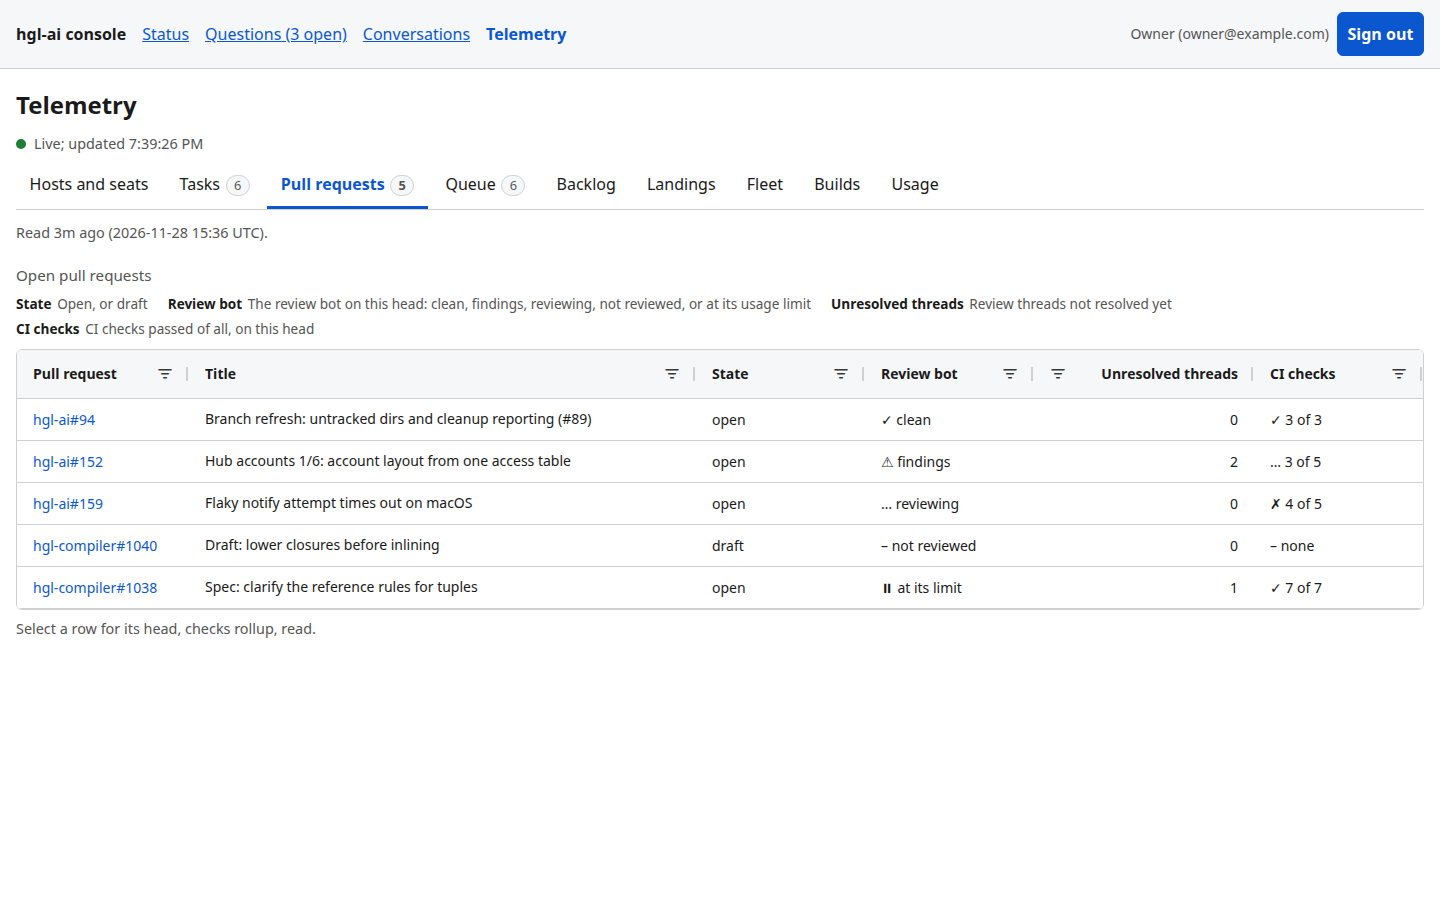 hgl-ai console Status Questions (3 open) Conversations Telemetry Owner (owner@example.com) Sign out
Telemetry
Live; updated 7:39:26 PM
Hosts and seats Tasks 6 Pull requests 5 Queue 6 Backlog Landings Fleet Builds Usage
Read 3m ago (2026-11-28 15:36 UTC).
Open pull requests
State Open, or draft Review bot The review bot on this head: clean, findings, reviewing, not reviewed, or at its usage limit Unresolved threads Review threads not resolved yet
CI checks CI checks passed of all, on this head
Pull request Title State Review bot Unresolved threads CI checks
hgl-ai#94 Branch refresh: untracked dirs and cleanup reporting (#89) open ✓ clean 0 ✓ 3 of 3
hgl-ai#152 Hub accounts 1/6: account layout from one access table open ⚠ findings 2 … 3 of 5
hgl-ai#159 Flaky notify attempt times out on macOS open … reviewing 0 ✗ 4 of 5
hgl-compiler#1040 Draft: lower closures before inlining draft – not reviewed 0 – none
hgl-compiler#1038 Spec: clarify the reference rules for tuples open ⏸ at its limit 1 ✓ 7 of 7
Select a row for its head, checks rollup, read.